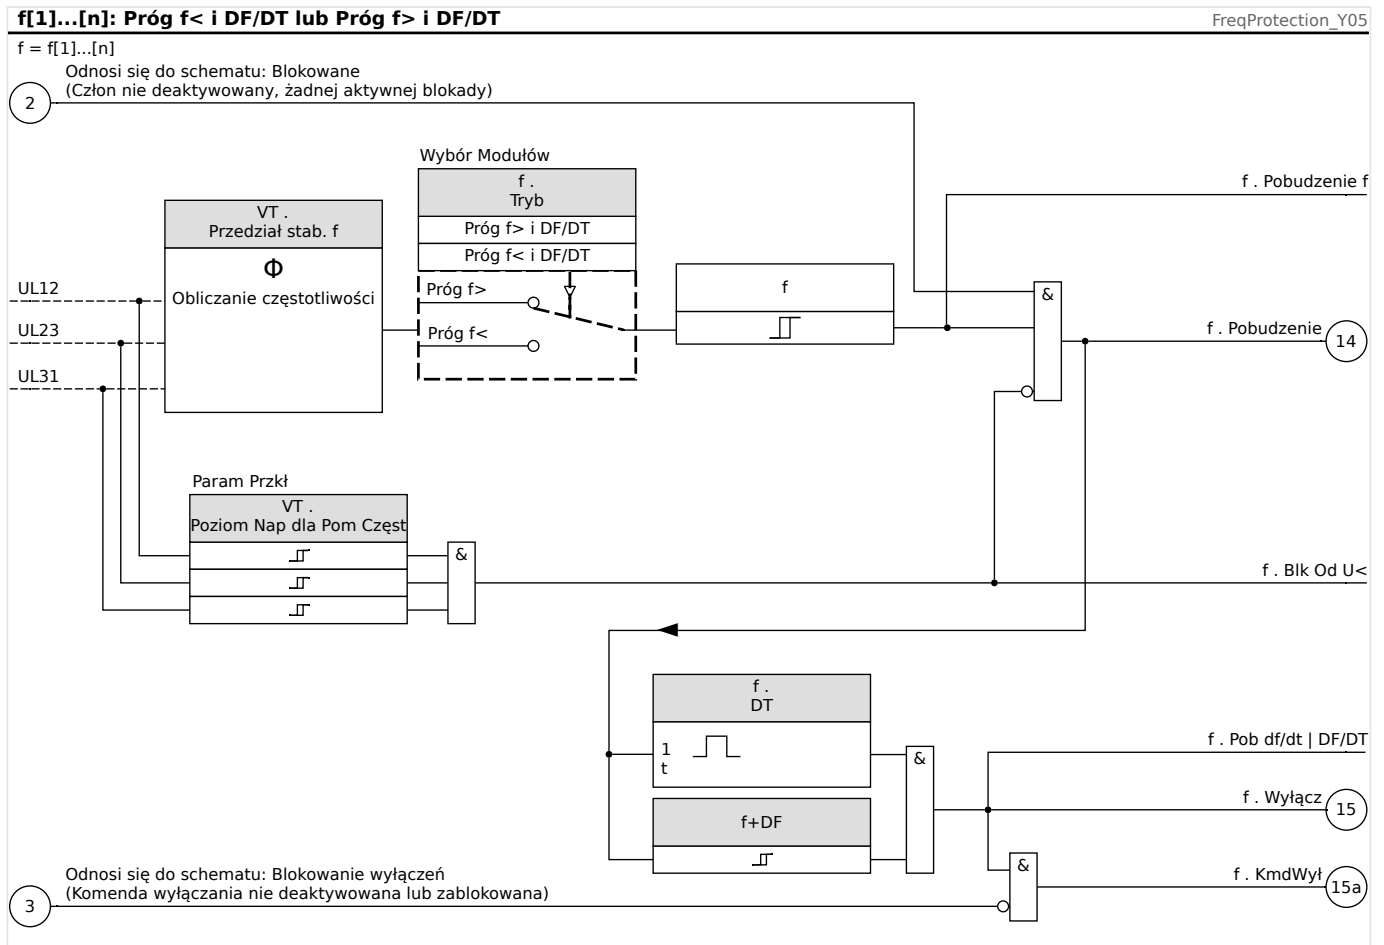 f[1]...[n]: Próg f< i DF/DT lub Próg f> i DF/DT
FreqProtection_Y05
f = f[1]...[n]
Odnosi się do schematu: Blokowane
(Człon nie deaktywowany, żadnej aktywnej blokady)
2
Wybór Modułów
f .
Tryb
Próg f> i DF/DT
Próg f< i DF/DT
Próg f>
Próg f<
VT .
Przedział stab. f
Φ
Obliczanie częstotliwości
UL12
UL23
UL31
f
&
f . Pobudzenie f
f . Pobudzenie
14
Param Przkł
VT .
Poziom Nap dla Pom Częst
&
f . Blk Od U<
f .
DT
1
t
f+DF
&
f . Pob df/dt | DF/DT
f . Wyłącz
15
&
f . KmdWył
15a
Odnosi się do schematu: Blokowanie wyłączeń
(Komenda wyłączania nie deaktywowana lub zablokowana)
3